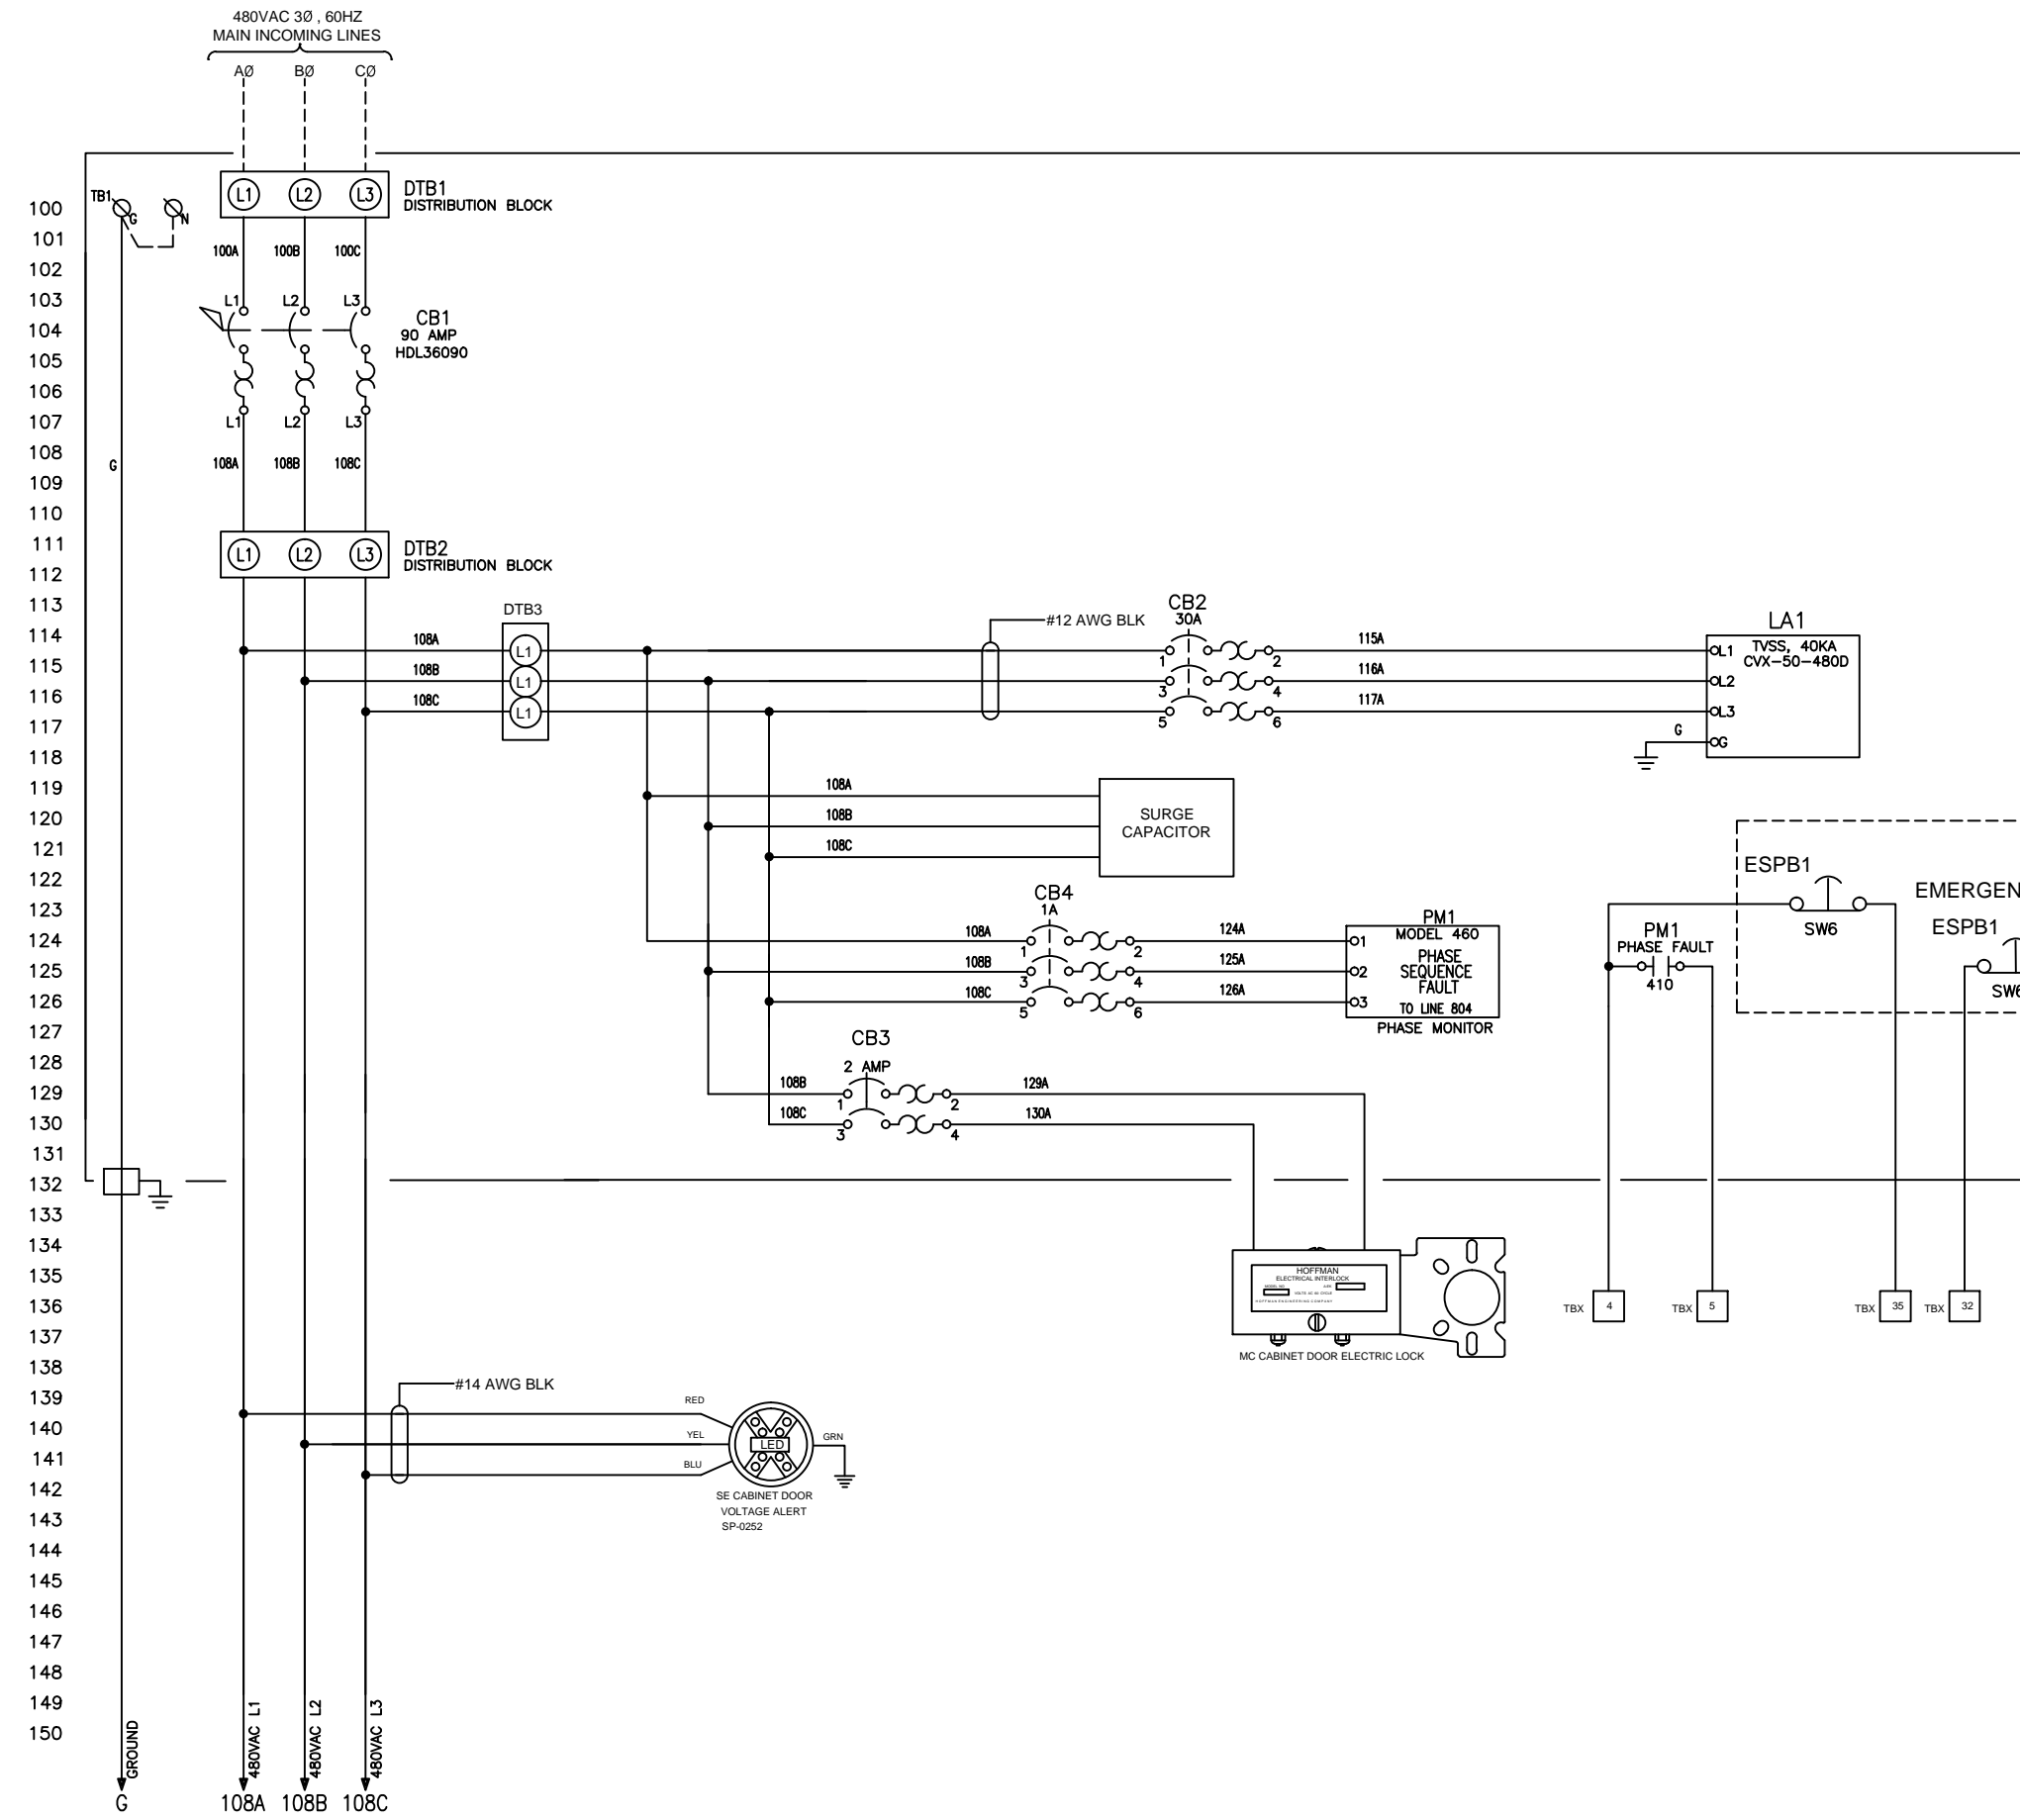 480VAC 3Ø , 60HZ
MAIN INCOMING LINES
AØ BØ CØ
TB1 G N
L1 L2 L3
DTB1
DISTRIBUTION BLOCK
100
101
102
103
104
105
106
107
108
109
110
111
112
113
114
115
116
117
118
119
120
121
122
123
124
125
126
127
128
129
130
131
132
133
134
135
136
137
138
139
140
141
142
143
144
145
146
147
148
149
150
100A 100B 100C
L1 L2 L3
CB1
90 AMP
HDL36090
L1 L2 L3
G
108A 108B 108C
L1 L2 L3
DTB2
DISTRIBUTION BLOCK
DTB3
108A L1
108B L1
108C L1
#12 AWG BLK
CB2
30A
1 2
3 4
5 6
115A
116A
117A
G
LA1
TVSS, 40KA
CVX-50-480D
L1
L2
L3
G
108A
108B
108C
SURGE
CAPACITOR
CB4
1A
108A 1 2 124A
108B 3 4 125A
108C 5 6 126A
PM1
MODEL 460
1
PHASE
2 SEQUENCE
FAULT
3 TO LINE 804
PHASE MONITOR
CB3
2 AMP
108B 1 2 129A
108C 3 4 130A
ESPB1
SW6
EMERGEN
ESPB1
SW6
PM1
PHASE FAULT
410
HOFFMAN
ELECTRICAL INTERLOCK
HOFFMAN ENGINEERING COMPANY
MC CABINET DOOR ELECTRIC LOCK
TBX 4
TBX 5
TBX 35
TBX 32
#14 AWG BLK
RED
YEL
BLU
LED
GRN
SE CABINET DOOR
VOLTAGE ALERT
SP-0252
GROUND
480VAC L1
480VAC L2
480VAC L3
G 108A 108B 108C